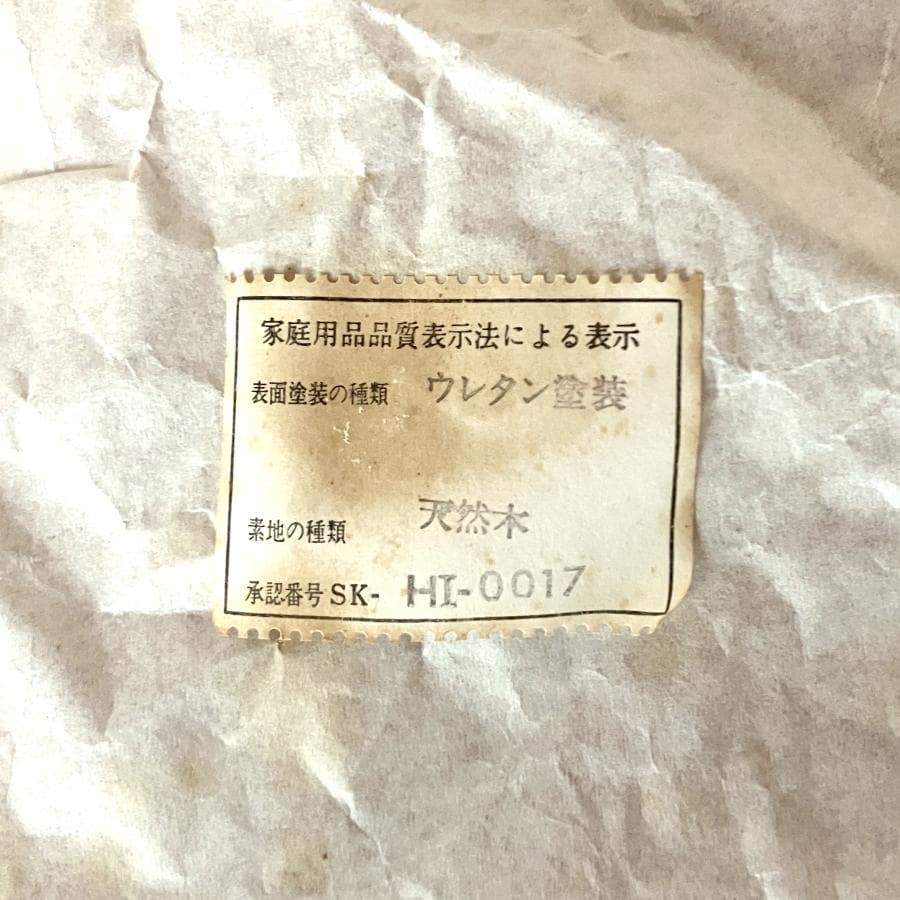 家庭用品品質表示法による表示
表面塗装の種類 ウレタン塗装
素地の種類 天然木
承認番号 SK- HI-0017